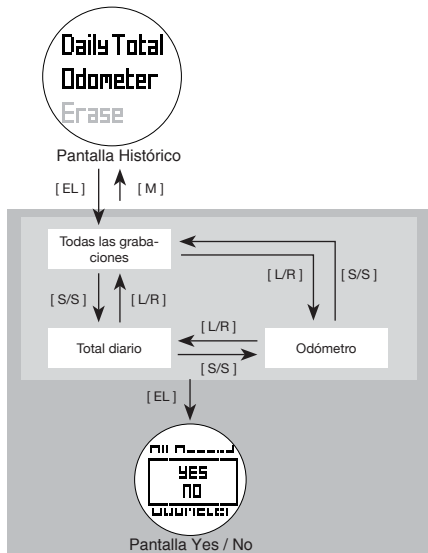 Daily Total
Odometer
Erase
Pantalla Histórico
[ EL ]
[ M ]
Todas las graba-
ciones
[ L/R ]
[ S/S ]
[ S/S ]
[ L/R ]
[ L/R ]
Total diario
Odómetro
[ S/S ]
[ EL ]
YES
NO
Pantalla Yes / No